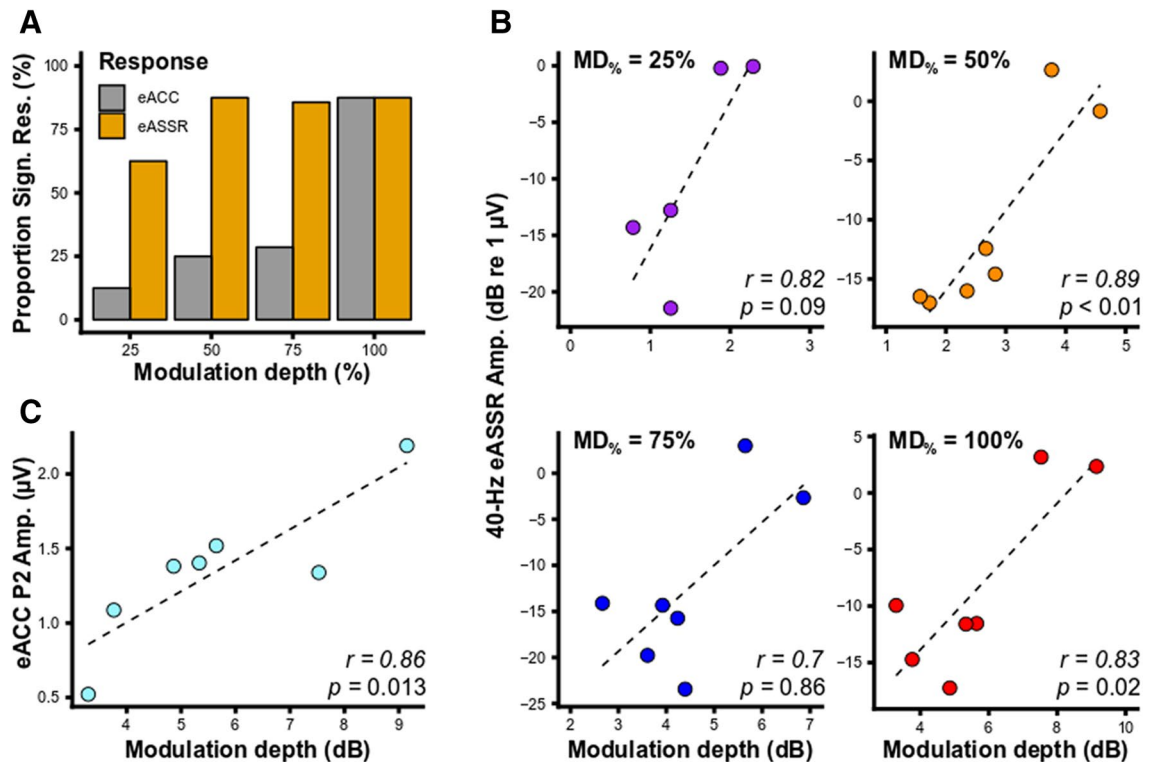 A
Proportion Sign. Res. (%)
100
75
50
25
0
Response
eACC
eASSR
25 50 75 100
Modulation depth (%)
B
40-Hz eASSR Amp. (dB re 1 µV)
MD% = 25%
0
−5
−10
−15
−20
r = 0.82
p = 0.09
0 1 2 3
MD% = 50%
0
−5
−10
−15
r = 0.89
p < 0.01
1 2 3 4 5
C
eACC P2 Amp. (µV)
2.0
1.5
1.0
0.5
r = 0.86
p = 0.013
4 5 6 7 8 9
Modulation depth (dB)
MD% = 75%
0
−5
−10
−15
−20
−25
r = 0.7
p = 0.86
2 3 4 5 6 7
Modulation depth (dB)
MD% = 100%
5
0
−5
−10
−15
r = 0.83
p = 0.02
4 6 8 10
Modulation depth (dB)